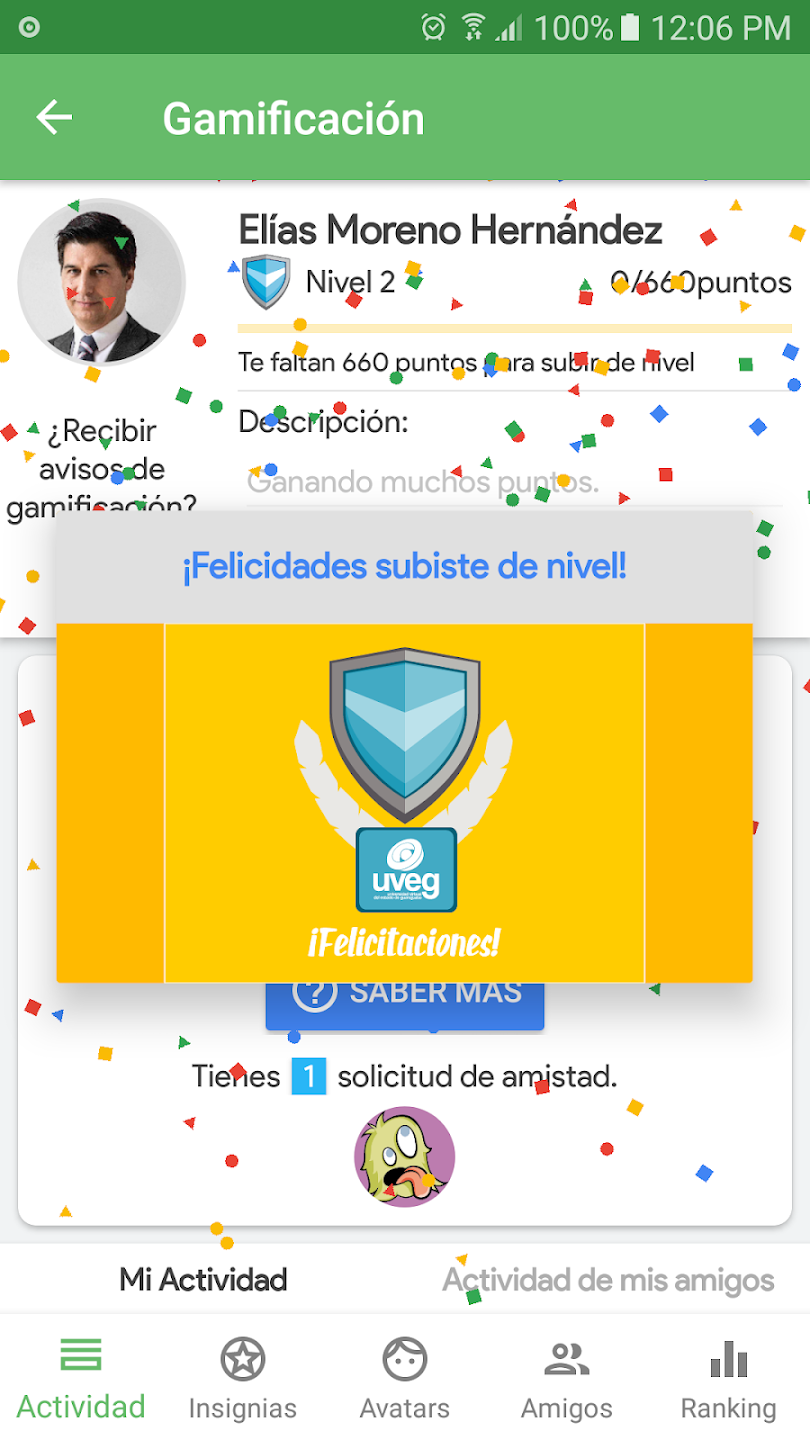 100% 12:06 PM
Gamificación
Elías Moreno Hernández
Nivel 2
0/660puntos
Te faltan 660 puntos para subir de nivel
Descripción:
¿Recibir
avisos de
gamificación?
Ganando muchos puntos.
¡Felicidades subiste de nivel!
uveg
¡Felicitaciones!
SABER MÁS
Tienes 1 solicitud de amistad.
Mi Actividad
Actividad de mis amigos
Actividad
Insignias
Avatars
Amigos
Ranking